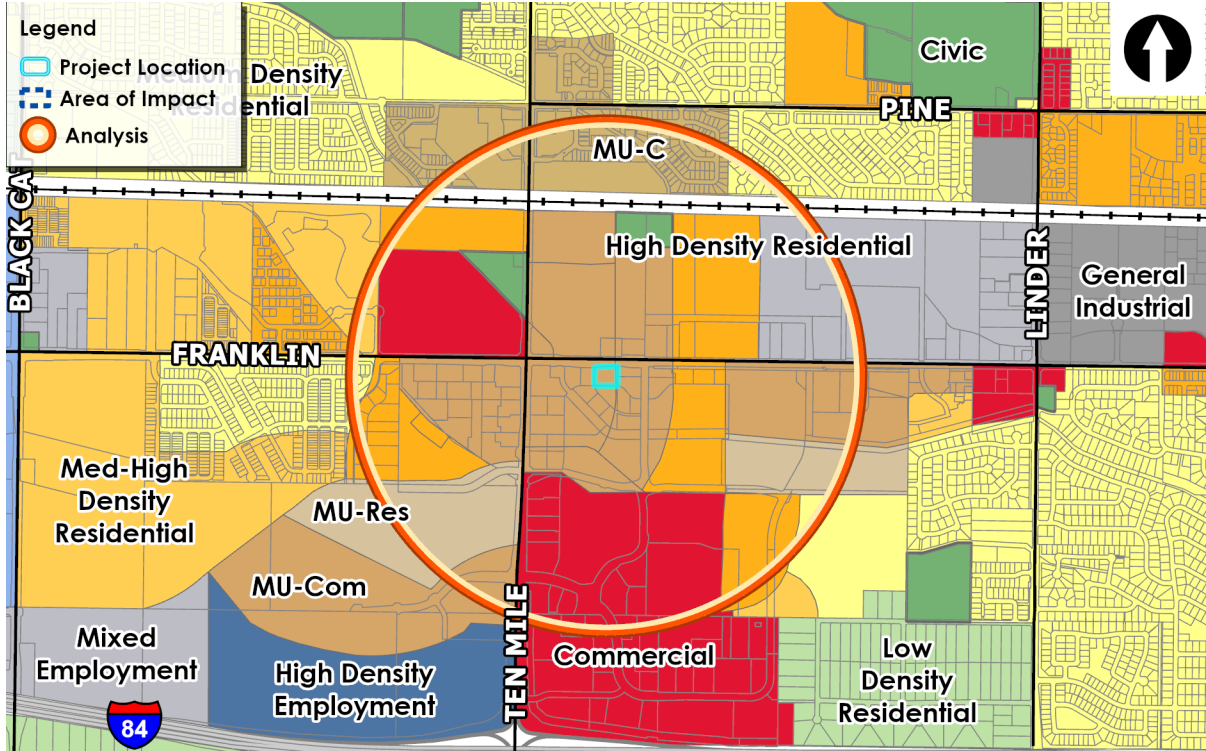 Legend
Project Location
Area of Impact
Analysis
Medium Density
Residential
Civic
PINE
MU-C
BLACK CAT
High Density Residential
LINDER
General
Industrial
FRANKLIN
Med-High
Density
Residential
MU-Res
MU-Com
TEN MILE
Mixed
Employment
High Density
Employment
Commercial
Low
Density
Residential
84